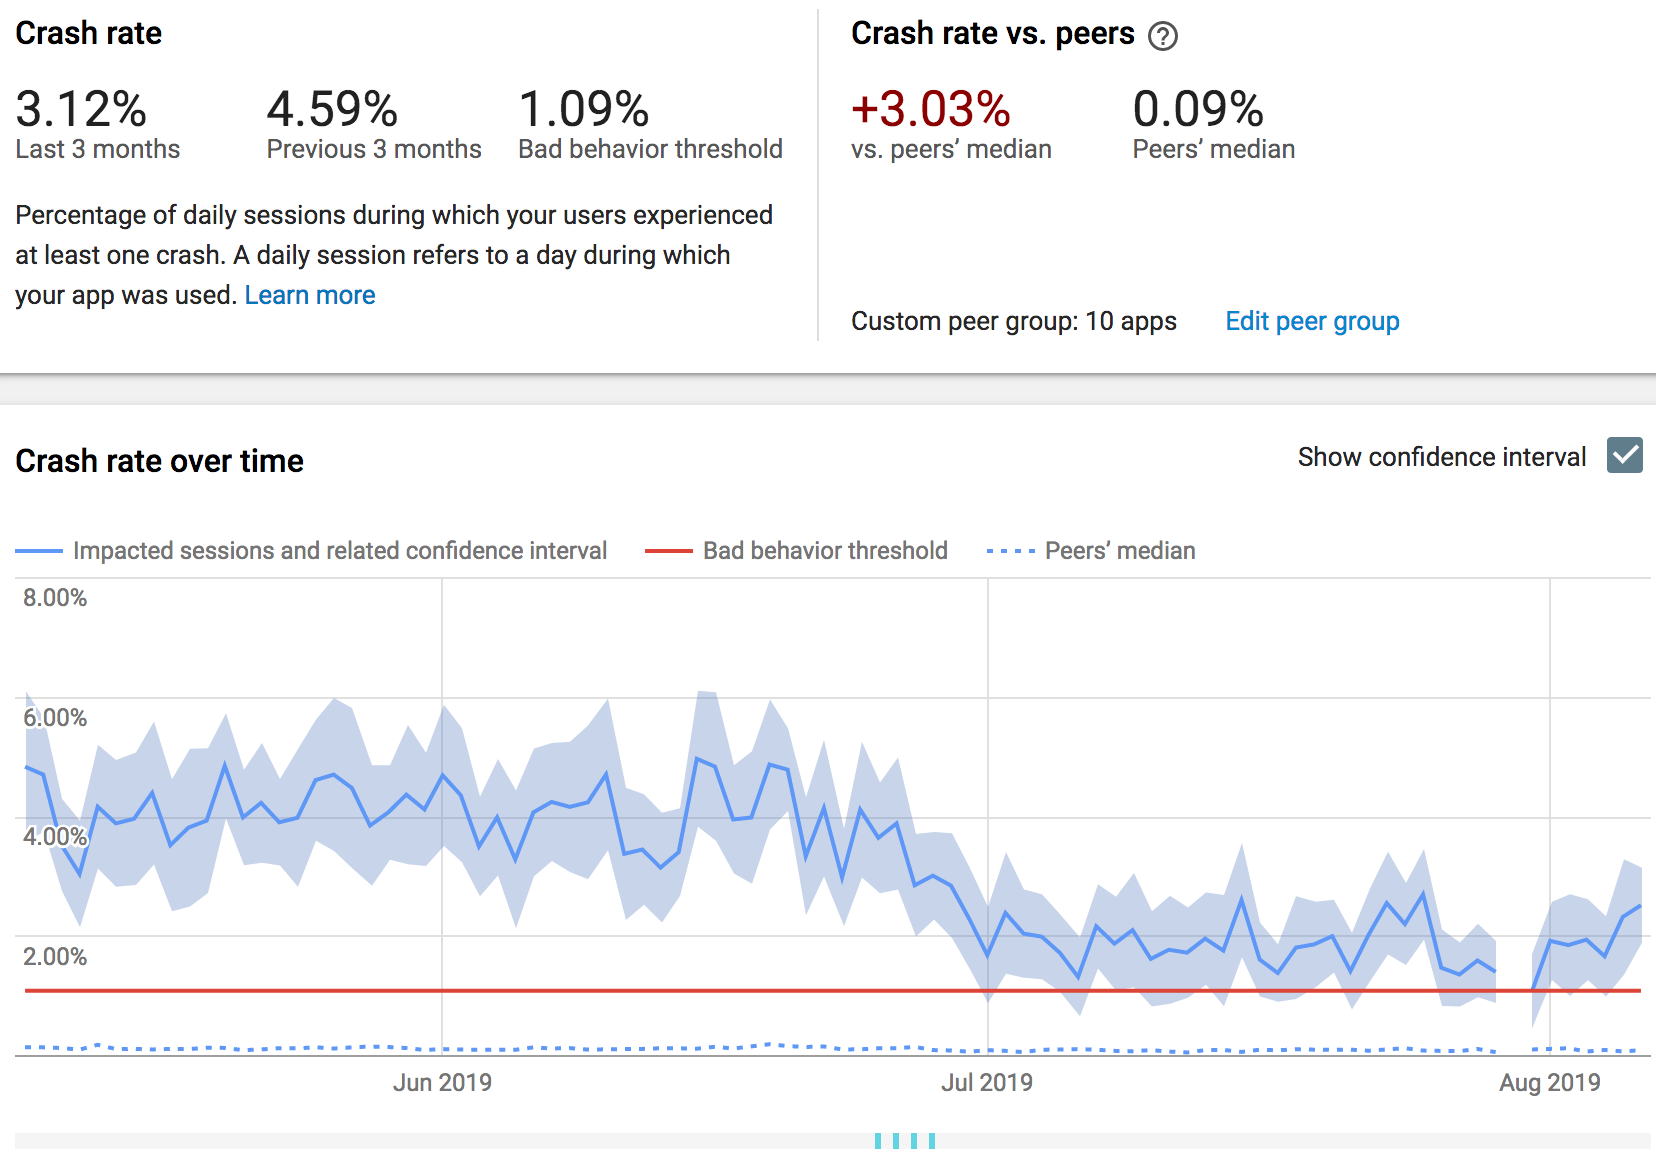 Crash rate
3.12%
Last 3 months
4.59%
Previous 3 months
1.09%
Bad behavior threshold
Percentage of daily sessions during which your users experienced
at least one crash. A daily session refers to a day during which
your app was used. Learn more
Crash rate vs. peers ?
+3.03%
vs. peers’ median
0.09%
Peers’ median
Custom peer group: 10 apps
Edit peer group
Crash rate over time
Show confidence interval
Impacted sessions and related confidence interval
Bad behavior threshold
Peers’ median
8.00%
6.00%
4.00%
2.00%
Jun 2019
Jul 2019
Aug 2019